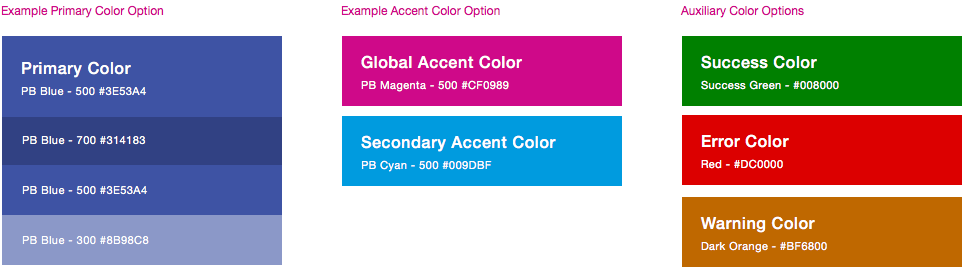 Example Primary Color Option
Primary Color
PB Blue - 500 #3E53A4
PB Blue - 700 #314183
PB Blue - 500 #3E53A4
PB Blue - 300 #8B98C8
Example Accent Color Option
Global Accent Color
PB Magenta - 500 #CF0989
Secondary Accent Color
PB Cyan - 500 #009DBF
Auxiliary Color Options
Success Color
Success Green - #008000
Error Color
Red - #DC0000
Warning Color
Dark Orange - #BF6800